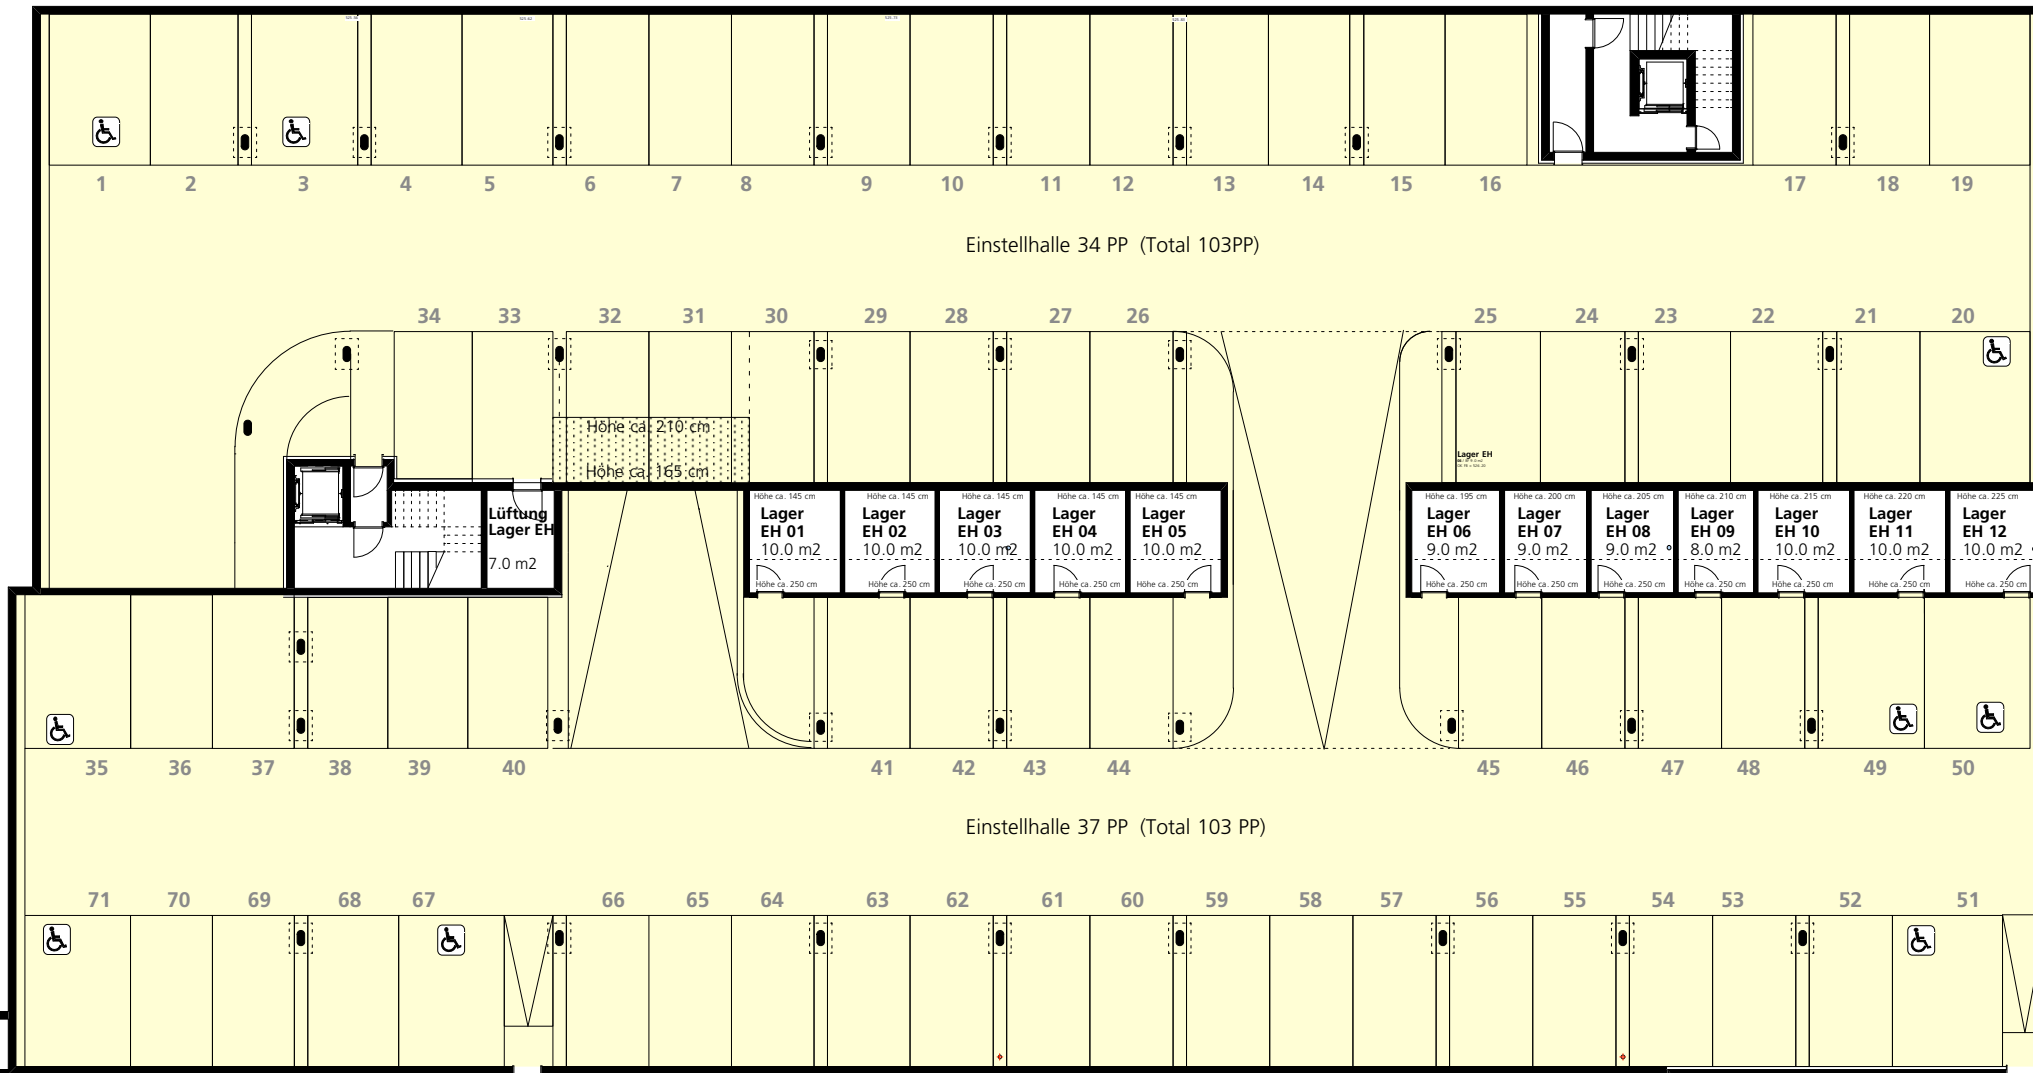 1 2 3 4 5 6 7 8 9 10 11 12 13 14 15 16 17 18 19
Einstellhalle 34 PP (Total 103PP)
34 33 32 31 30 29 28 27 26 25 24 23 22 21 20
Höhe ca. 210 cm
Höhe ca. 165 cm
Lager EH
Lüftung
Lager EH
7.0 m2
Höhe ca. 145 cm
Lager
EH 01
10.0 m2
Höhe ca. 250 cm
Höhe ca. 145 cm
Lager
EH 02
10.0 m2
Höhe ca. 250 cm
Höhe ca. 145 cm
Lager
EH 03
10.0 m2
Höhe ca. 250 cm
Höhe ca. 145 cm
Lager
EH 04
10.0 m2
Höhe ca. 250 cm
Höhe ca. 145 cm
Lager
EH 05
10.0 m2
Höhe ca. 250 cm
Höhe ca. 195 cm
Lager
EH 06
9.0 m2
Höhe ca. 250 cm
Höhe ca. 200 cm
Lager
EH 07
9.0 m2
Höhe ca. 250 cm
Höhe ca. 205 cm
Lager
EH 08
9.0 m2
Höhe ca. 250 cm
Höhe ca. 210 cm
Lager
EH 09
8.0 m2
Höhe ca. 250 cm
Höhe ca. 215 cm
Lager
EH 10
10.0 m2
Höhe ca. 250 cm
Höhe ca. 220 cm
Lager
EH 11
10.0 m2
Höhe ca. 250 cm
Höhe ca. 225 cm
Lager
EH 12
10.0 m2
Höhe ca. 250 cm
35 36 37 38 39 40 41 42 43 44 45 46 47 48 49 50
Einstellhalle 37 PP (Total 103 PP)
71 70 69 68 67 66 65 64 63 62 61 60 59 58 57 56 55 54 53 52 51